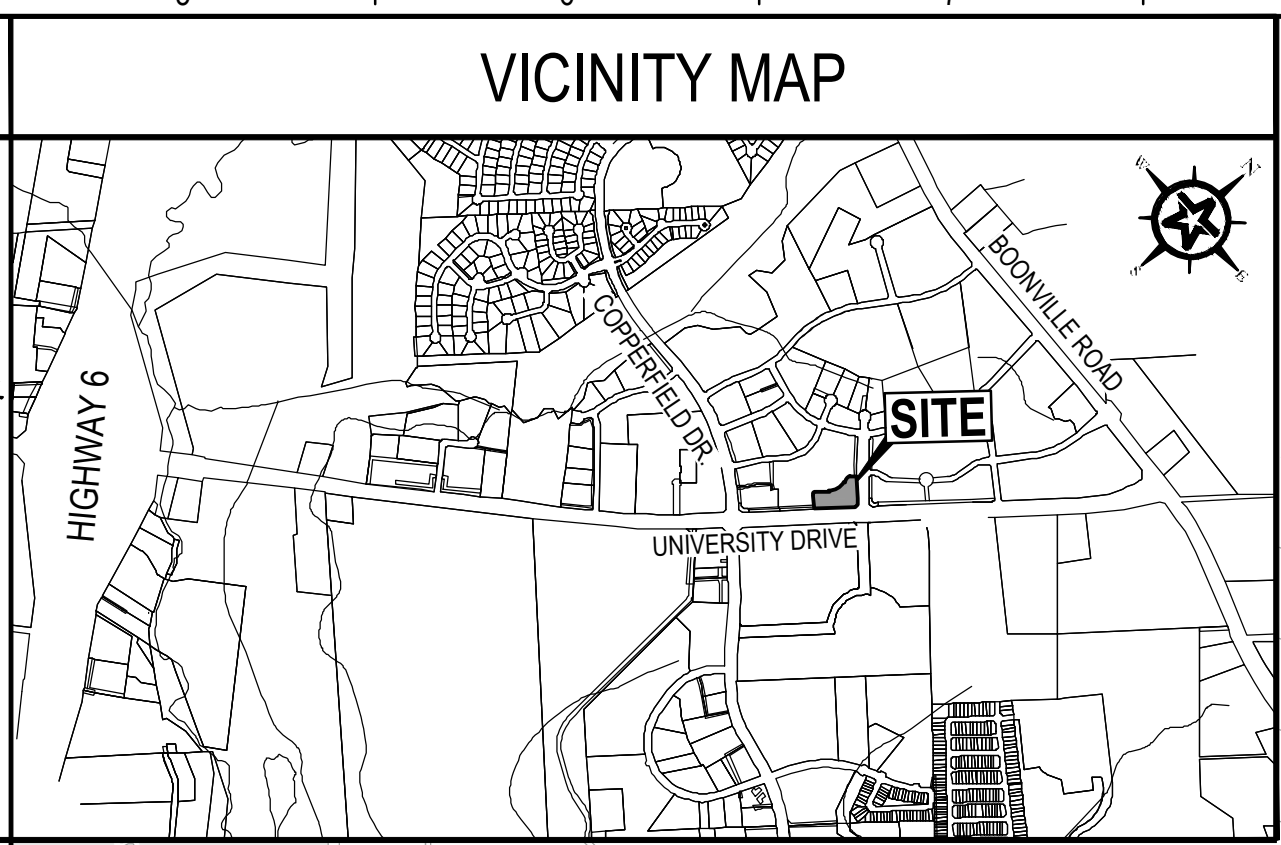 VICINITY MAP
BOONVILLE ROAD
COPPERFIELD DR.
HIGHWAY 6
SITE
UNIVERSITY DRIVE